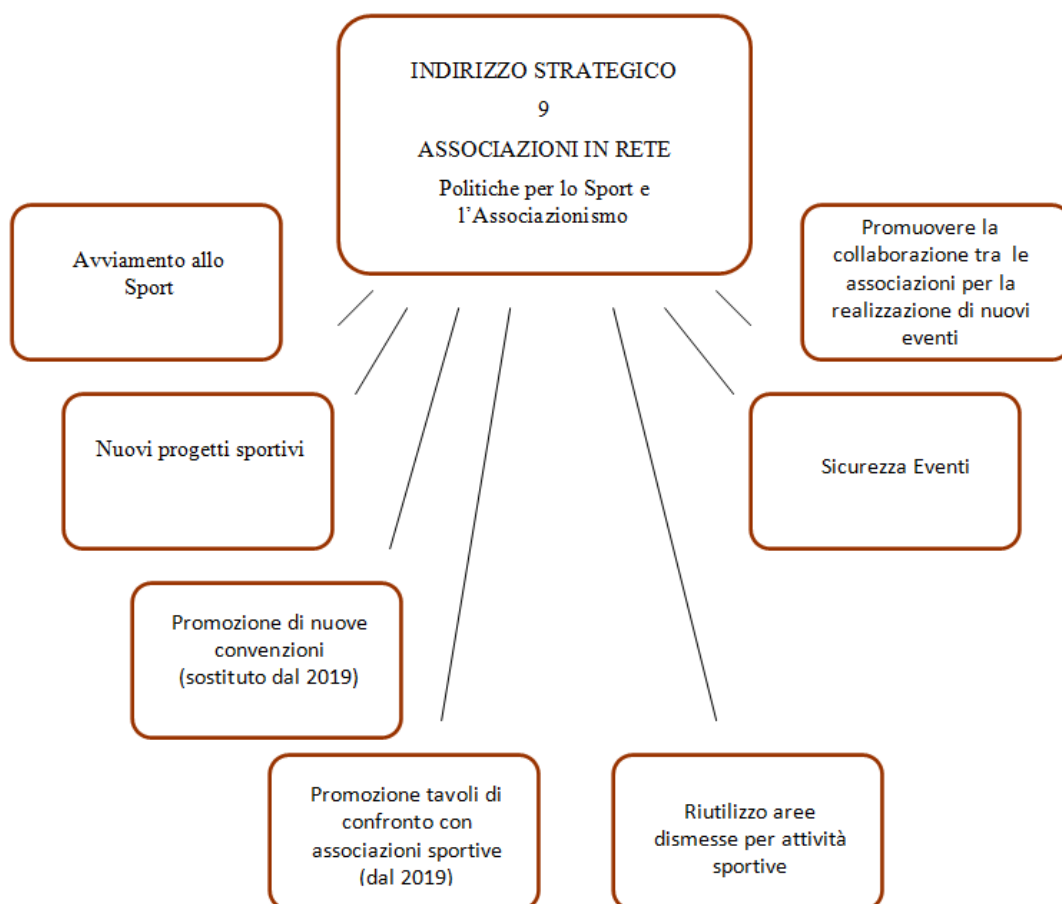 INDIRIZZO STRATEGICO
9
ASSOCIAZIONI IN RETE
Politiche per lo Sport e
l’Associazionismo
Avviamento allo
Sport
Promuovere la
collaborazione tra le
associazioni per la
realizzazione di nuovi
eventi
Nuovi progetti sportivi
Sicurezza Eventi
Promozione di nuove
convenzioni
(sostituto dal 2019)
Promozione tavoli di
confronto con
associazioni sportive
(dal 2019)
Riutilizzo aree
dismesse per attività
sportive